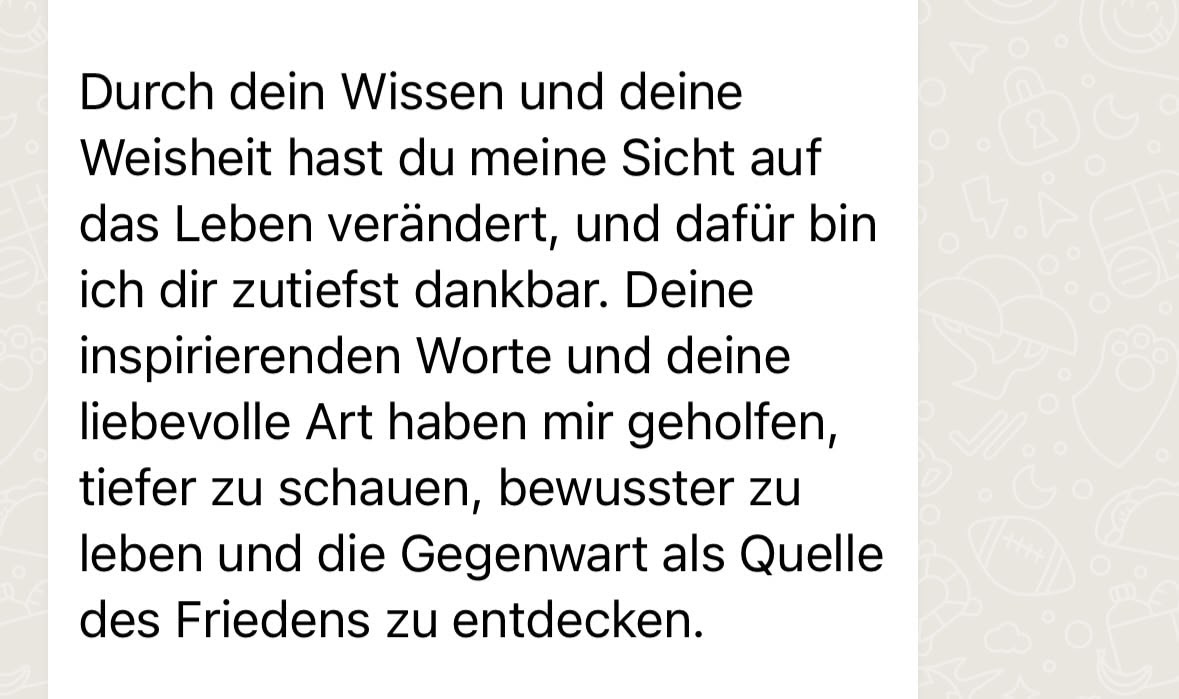 Durch dein Wissen und deine
Weisheit hast du meine Sicht auf
das Leben verändert, und dafür bin
ich dir zutiefst dankbar. Deine
inspirierenden Worte und deine
liebevolle Art haben mir geholfen,
tiefer zu schauen, bewusster zu
leben und die Gegenwart als Quelle
des Friedens zu entdecken.